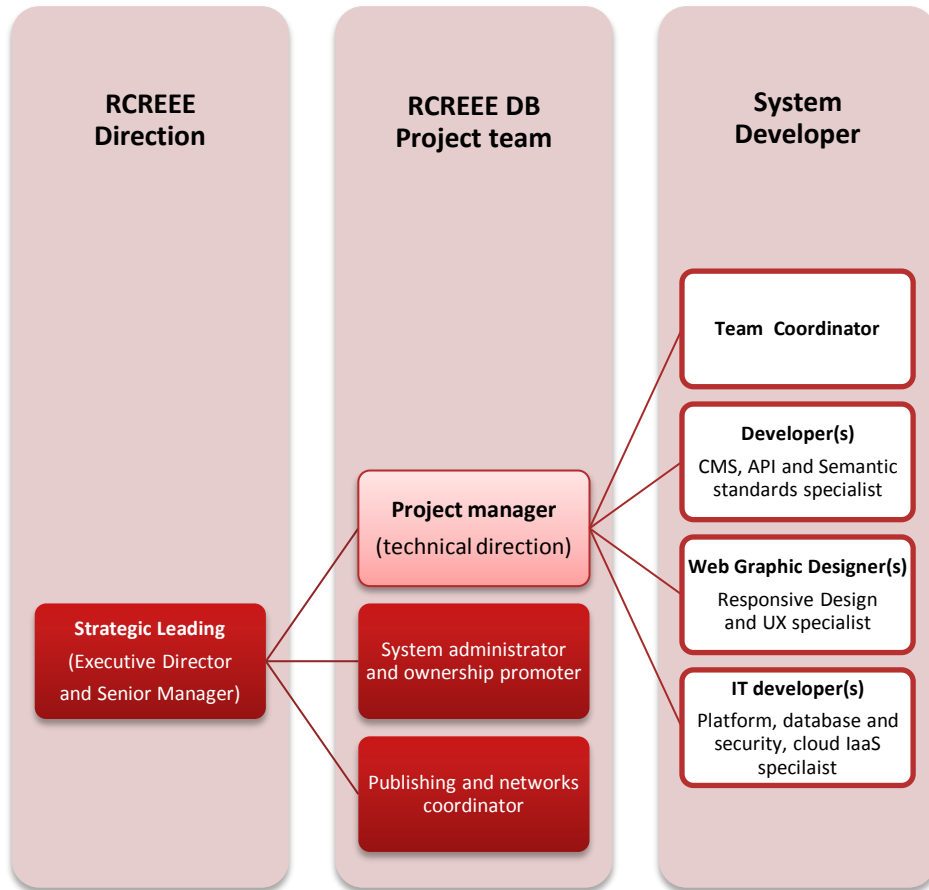 RCREEE
Direction
RCREEE DB
Project team
System
Developer
Strategic Leading
(Executive Director
and Senior Manager)
Project manager
(technical direction)
System administrator
and ownership promoter
Publishing and networks
coordinator
Team Coordinator
Developer(s)
CMS, API and Semantic
standards specialist
Web Graphic Designer(s)
Responsive Design
and UX specialist
IT developer(s)
Platform, database and
security, cloud IaaS
specilaist